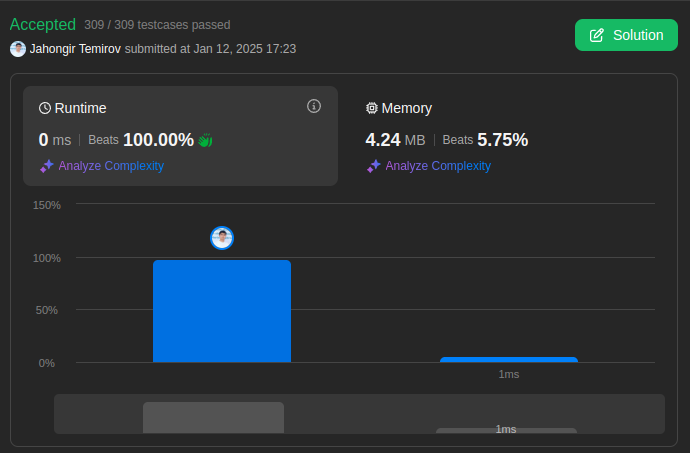 Accepted 309 / 309 testcases passed
Jahongir Temirov submitted at Jan 12, 2025 17:23
Solution
Runtime
0 ms Beats 100.00%
Analyze Complexity
Memory
4.24 MB Beats 5.75%
Analyze Complexity
150%
100%
50%
0%
1ms
1ms